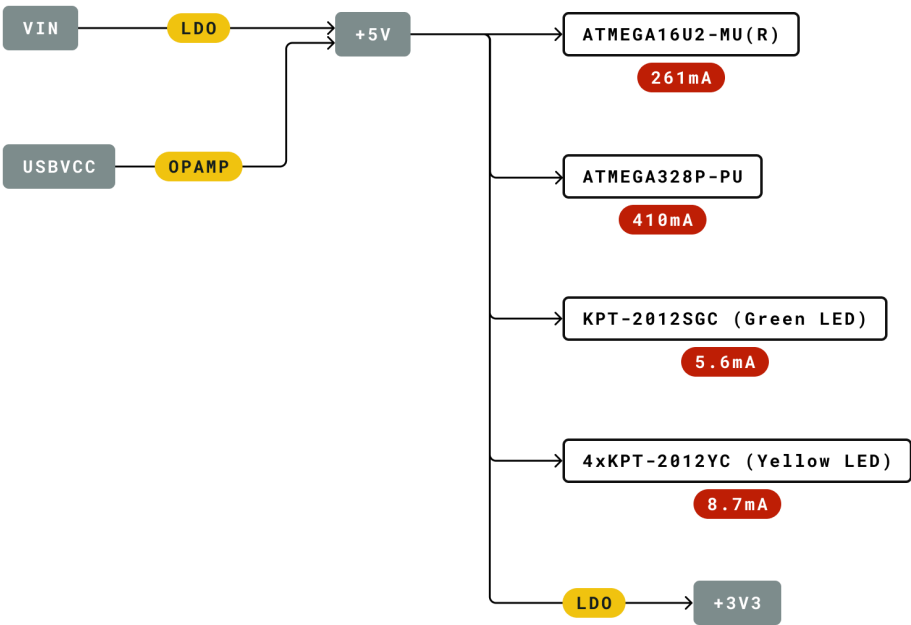 VIN
LDO
+5V
USBVCC
OPAMP
ATMEGA16U2-MU(R)
261mA
ATMEGA328P-PU
410mA
KPT-2012SGC (Green LED)
5.6mA
4xKPT-2012YC (Yellow LED)
8.7mA
LDO
+3V3